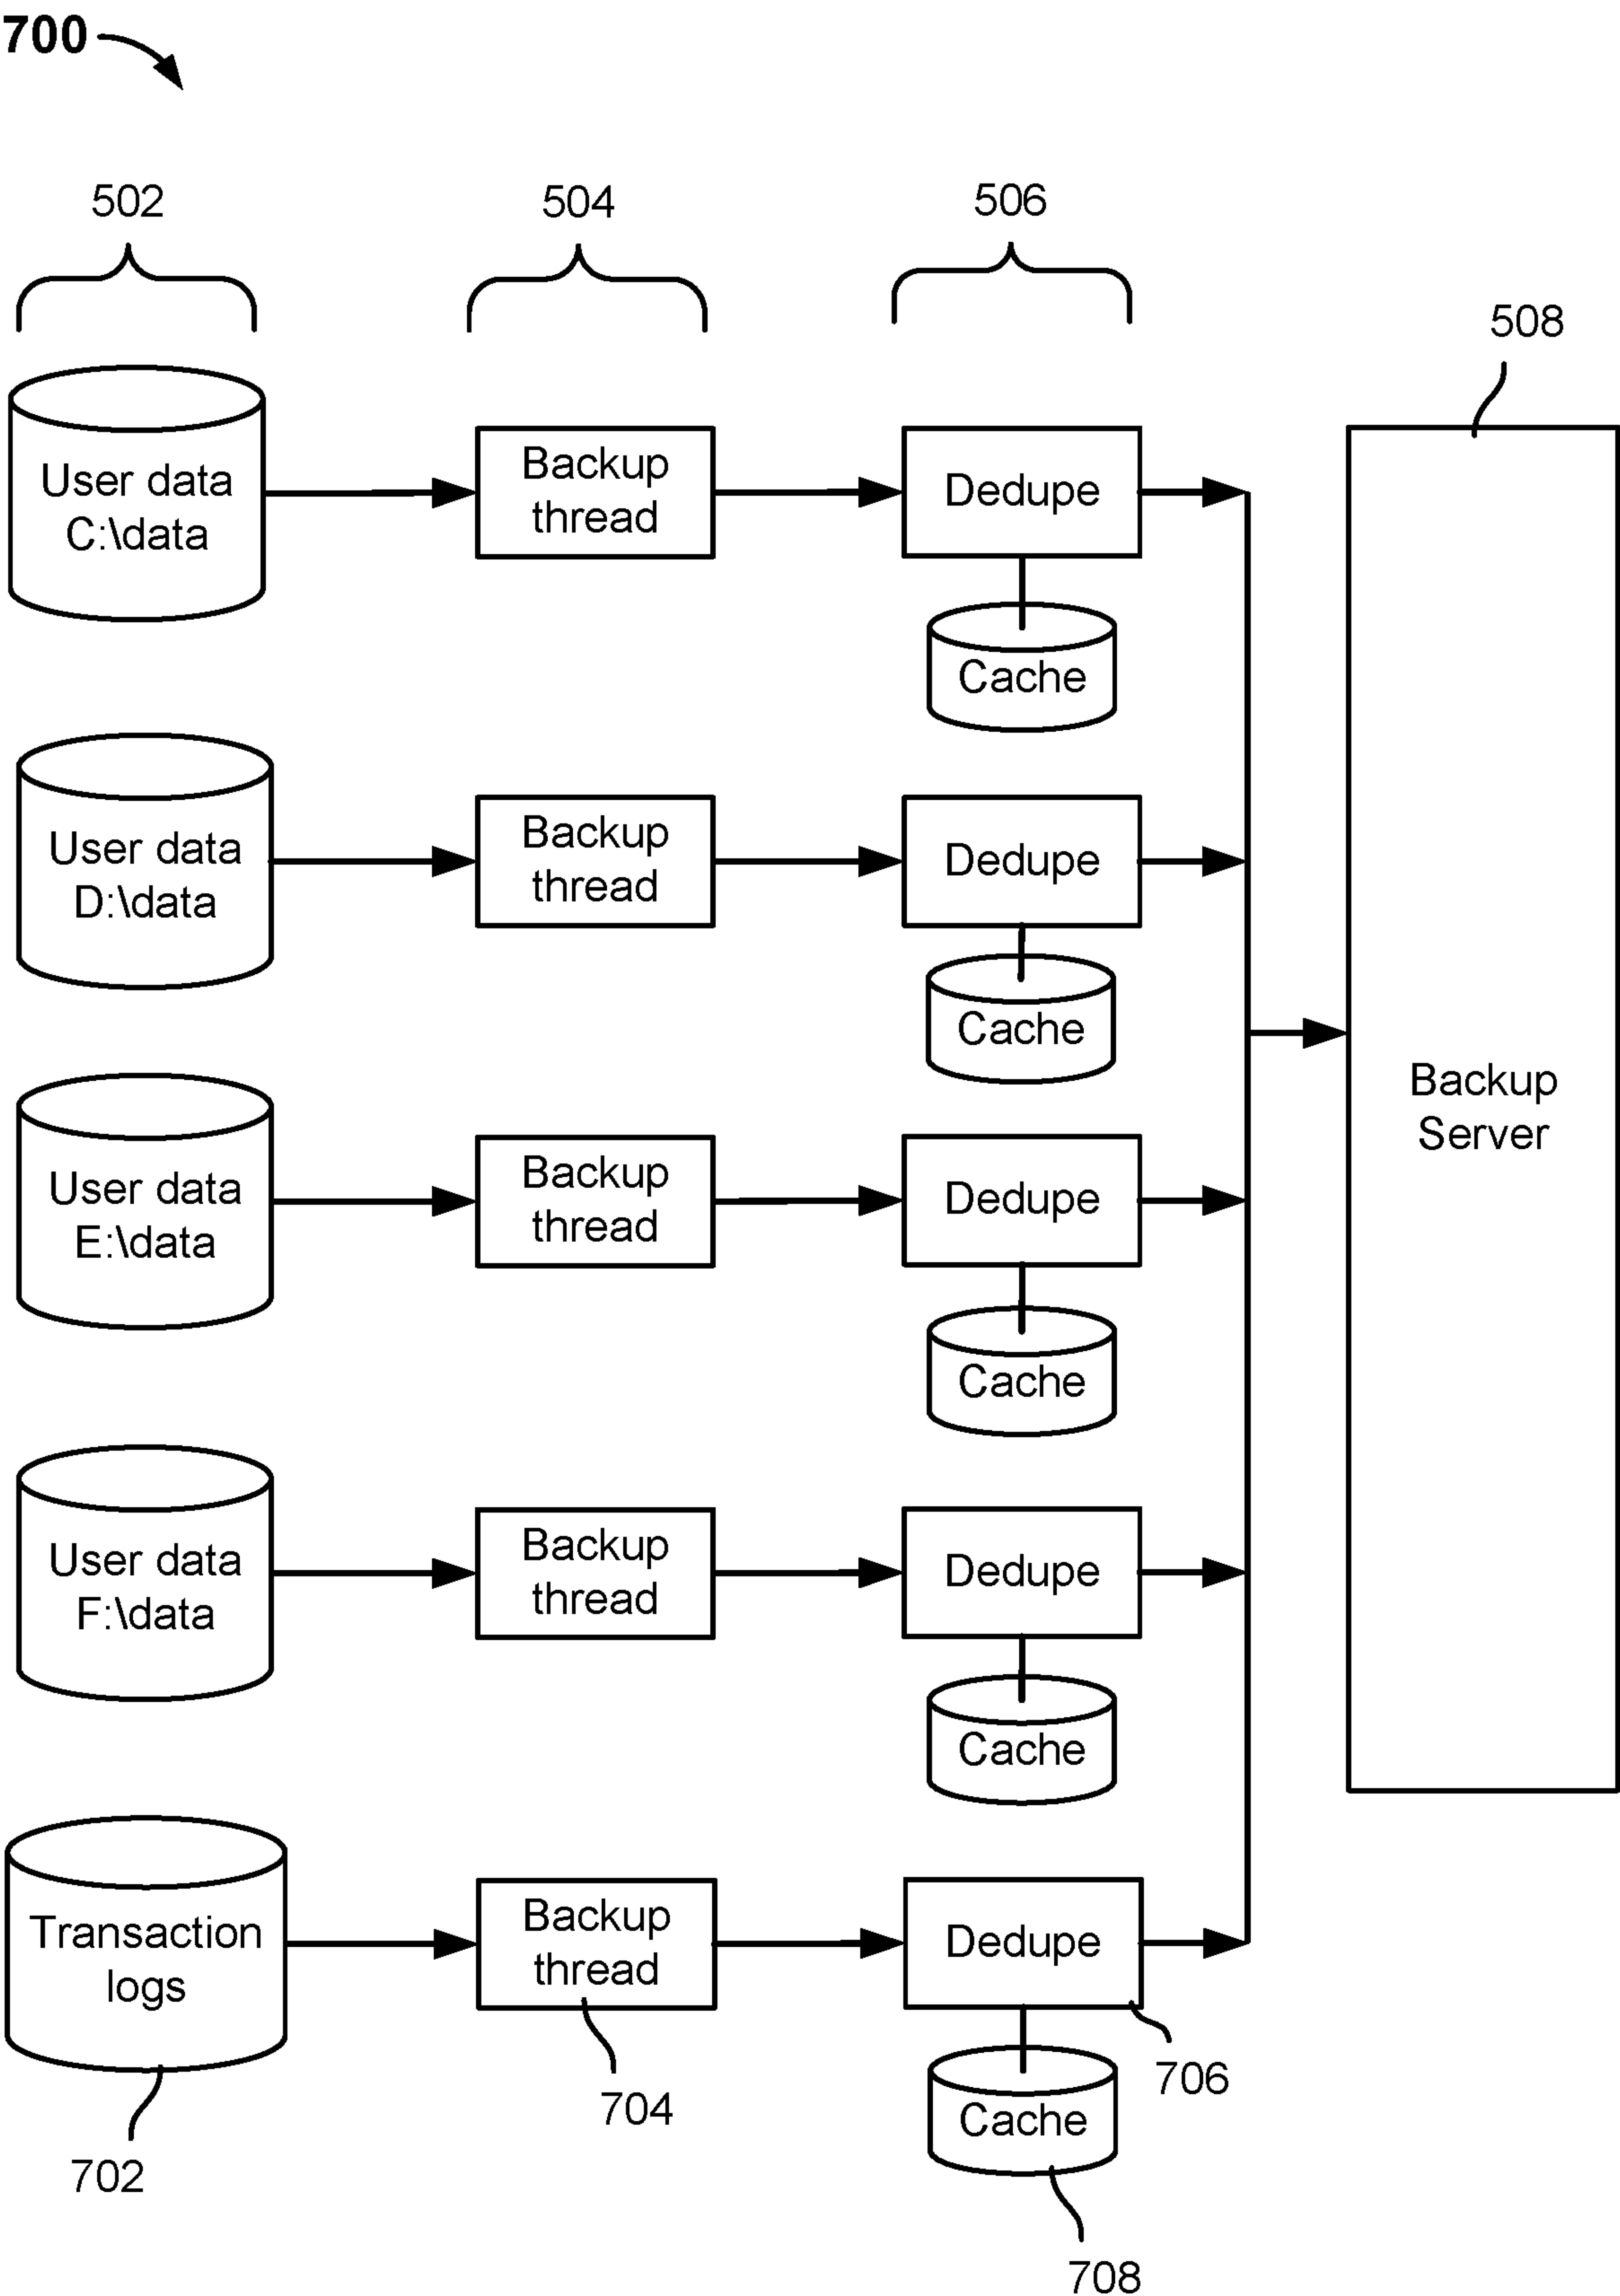 700
502
504
506
508
User data
C:\data
Backup
thread
Dedupe
Cache
User data
D:\data
Backup
thread
Dedupe
Cache
Backup
Server
User data
E:\data
Backup
thread
Dedupe
Cache
User data
F:\data
Backup
thread
Dedupe
Cache
Transaction
logs
Backup
thread
Dedupe
Cache
702
704
706
708